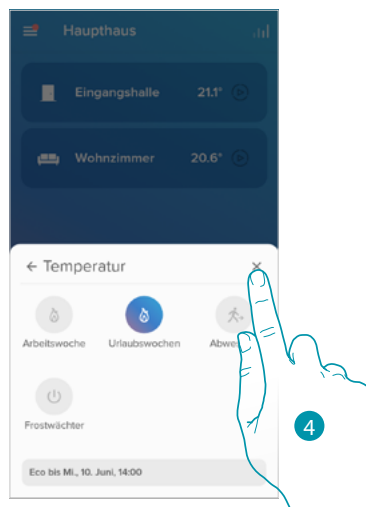 Haupthaus
Eingangshalle 21.1°
Wohnzimmer 20.6°
← Temperatur ×
Arbeitswoche Urlaubswochen
Frostwächter
4
Eco bis Mi., 10. Juni, 14:00